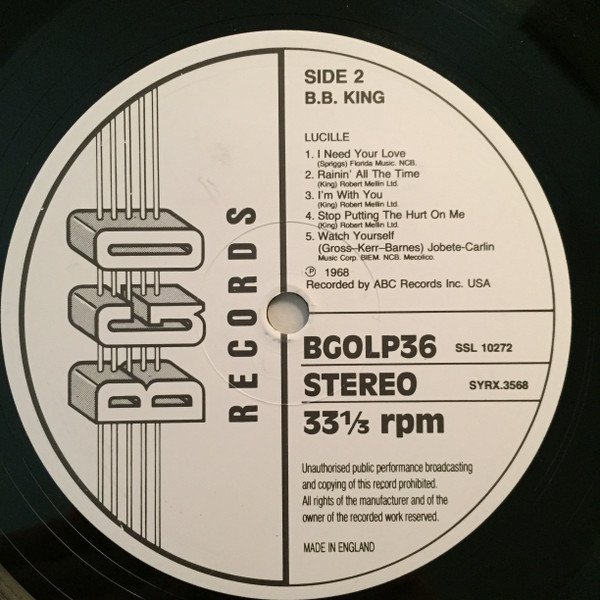 BGO
RECORDS
SIDE 2
B.B. KING
LUCILLE
1. I Need Your Love
(Spriggs) Florida Music. NCB.
2. Rainin' All The Time
(King) Robert Mellin Ltd.
3. I'm With You
(King) Robert Mellin Ltd.
4. Stop Putting The Hurt On Me
(King) Robert Mellin Ltd.
5. Watch Yourself
(Gross–Kerr–Barnes) Jobete-Carlin
Music Corp. BIEM. NCB. Mecolico.
℗ 1968
Recorded by ABC Records Inc. USA
BGOLP36 SSL 10272
STEREO SYRX.3568
33⅓ rpm
Unauthorised public performance broadcasting
and copying of this record prohibited.
All rights of the manufacturer and of the
owner of the recorded work reserved.
MADE IN ENGLAND